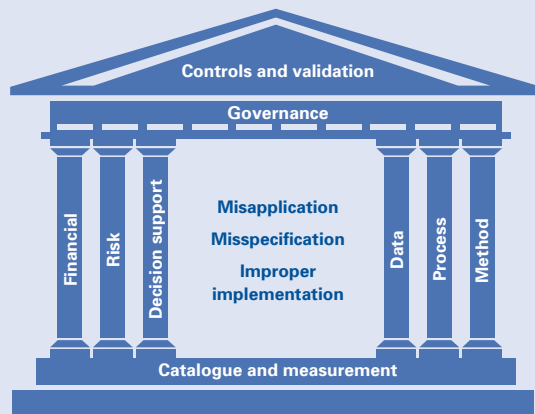 Controls and validation
Governance
Financial
Risk
Decision support
Misapplication
Misspecification
Improper
implementation
Data
Process
Method
Catalogue and measurement